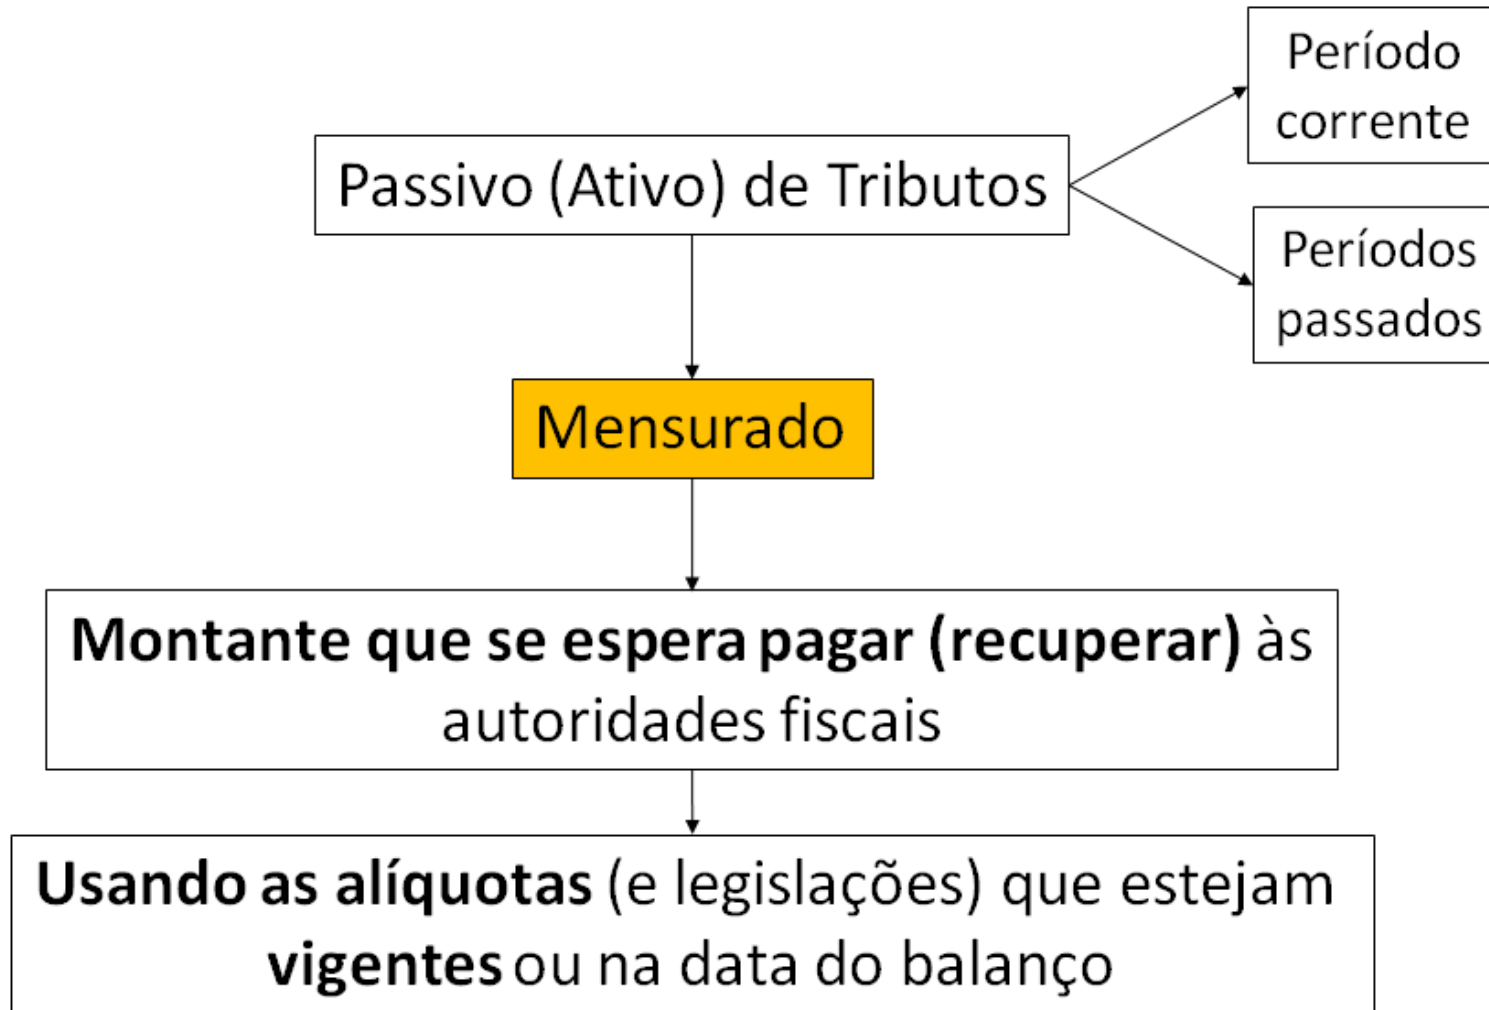 Período
corrente
Passivo (Ativo) de Tributos
Períodos
passados
Mensurado
Montante que se espera pagar (recuperar) às
autoridades fiscais
Usando as alíquotas (e legislações) que estejam
vigentes ou na data do balanço